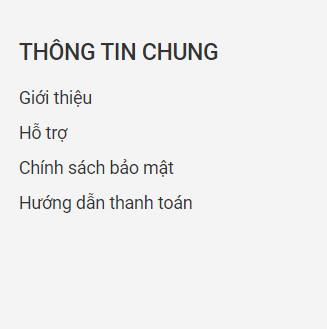 THÔNG TIN CHUNG
Giới thiệu
Hỗ trợ
Chính sách bảo mật
Hướng dẫn thanh toán